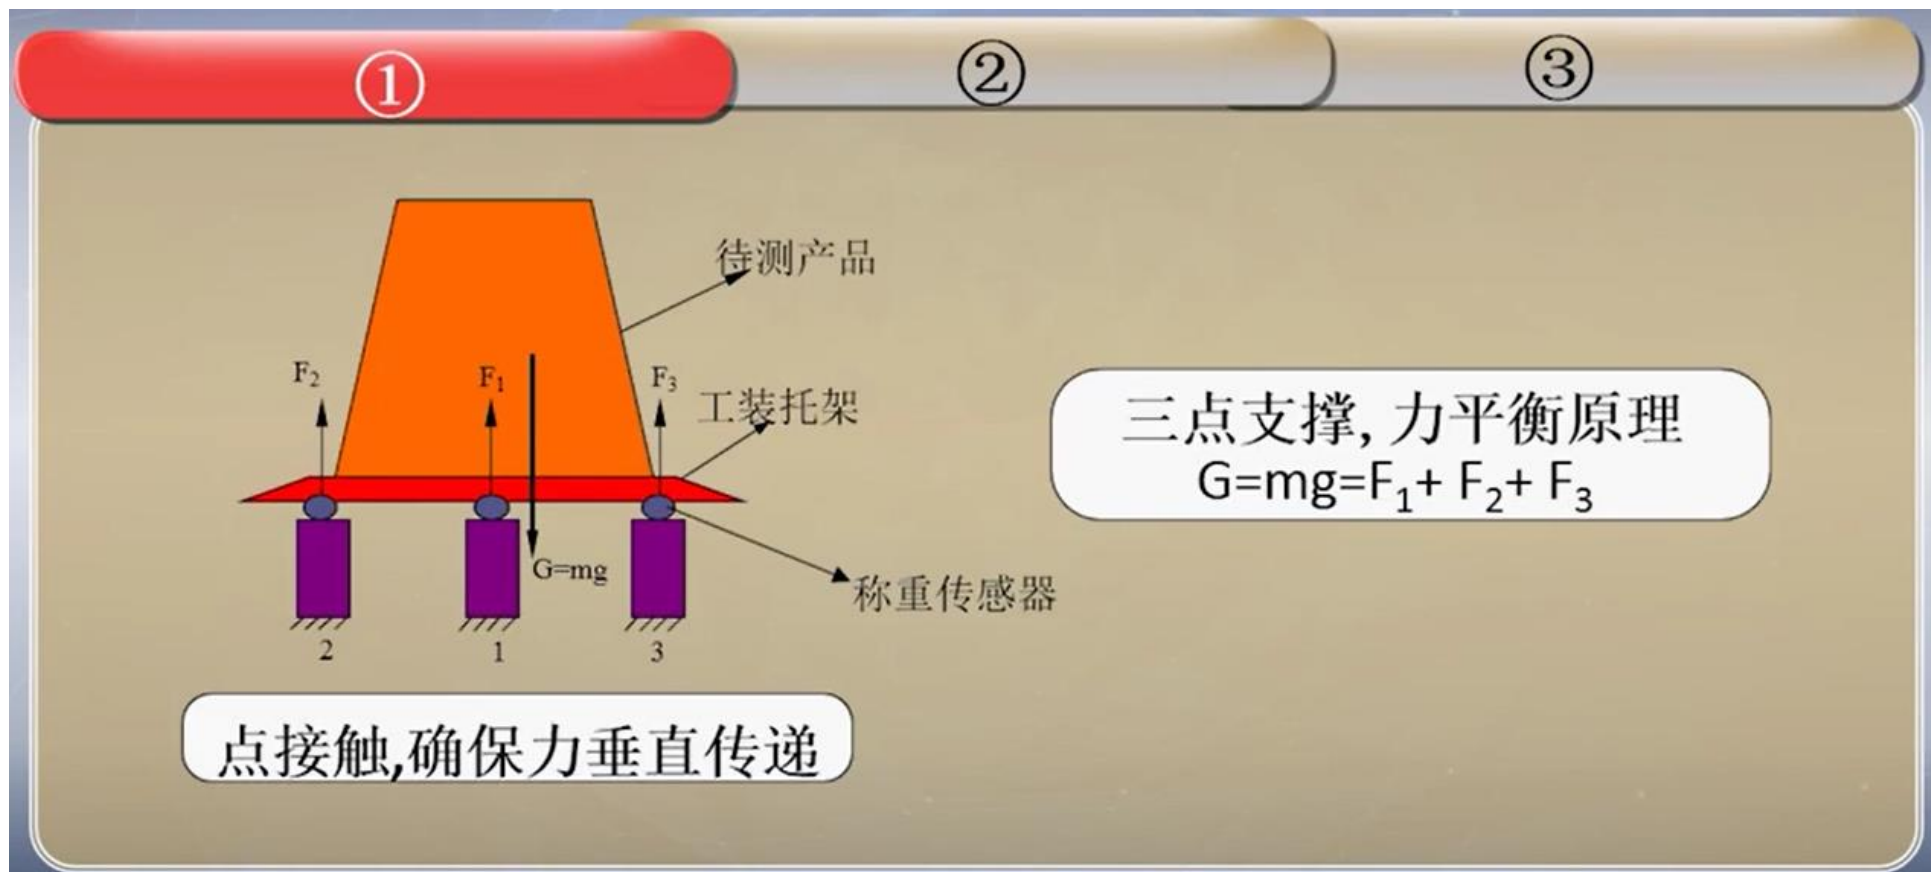 ①
②
③
待测产品
F₂
F₁
F₃
工装托架
三点支撑, 力平衡原理
G=mg=F₁+ F₂+ F₃
G=mg
称重传感器
2
1
3
点接触,确保力垂直传递